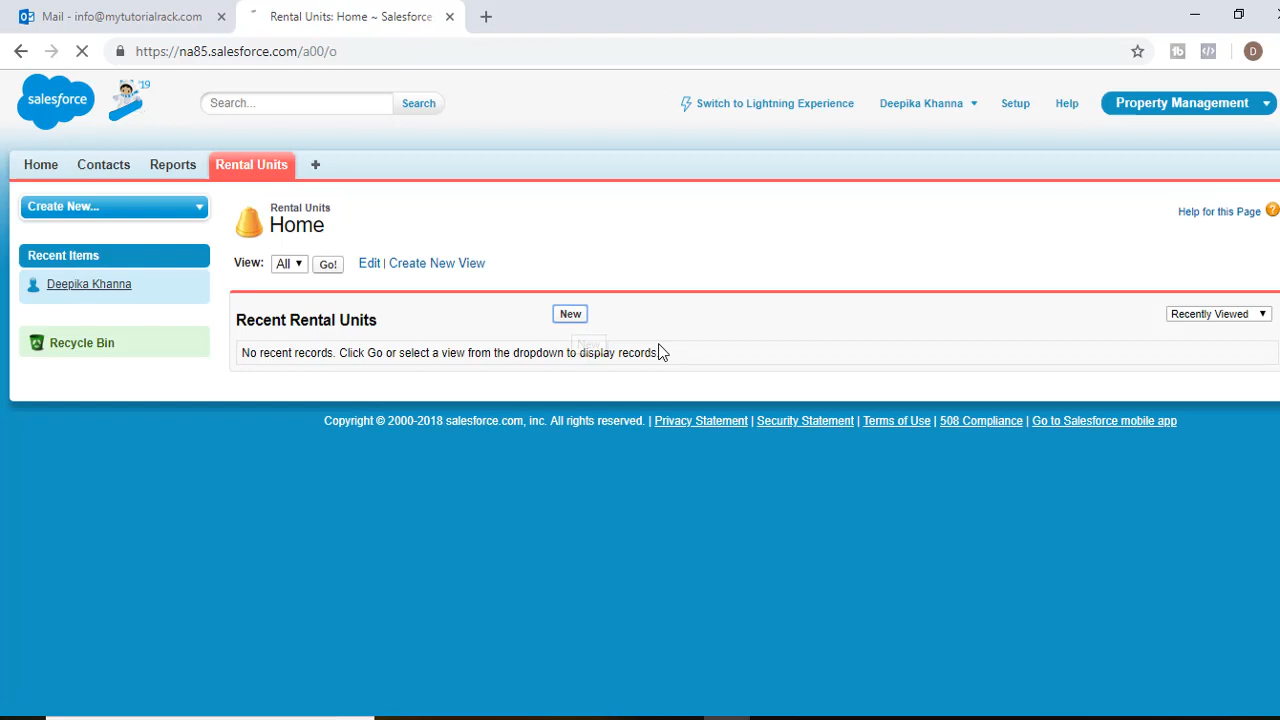 Mail - info@mytutorialrack.com
Rental Units: Home ~ Salesforce
https://na85.salesforce.com/a00/o
tb
</>
D
salesforce
'19
Search...
Search
Switch to Lightning Experience
Deepika Khanna
Setup
Help
Property Management
Home
Contacts
Reports
Rental Units
Create New...
Rental Units
Home
Help for this Page
?
Recent Items
View:
All
Go!
Edit | Create New View
Deepika Khanna
Recent Rental Units
New
Recently Viewed
Recycle Bin
New
No recent records. Click Go or select a view from the dropdown to display records.
Copyright © 2000-2018 salesforce.com, inc. All rights reserved. | Privacy Statement | Security Statement | Terms of Use | 508 Compliance | Go to Salesforce mobile app